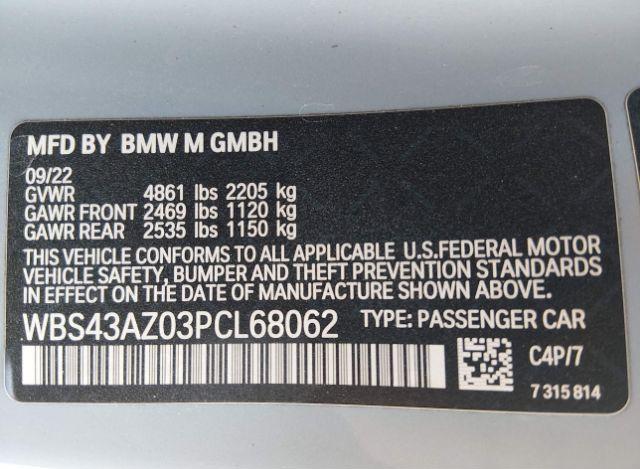 MFD BY BMW M GMBH
09/22
GVWR 4861 lbs 2205 kg
GAWR FRONT 2469 lbs 1120 kg
GAWR REAR 2535 lbs 1150 kg
THIS VEHICLE CONFORMS TO ALL APPLICABLE U.S.FEDERAL MOTOR
VEHICLE SAFETY, BUMPER AND THEFT PREVENTION STANDARDS
IN EFFECT ON THE DATE OF MANUFACTURE SHOWN ABOVE.
WBS43AZ03PCL68062 TYPE: PASSENGER CAR
C4P/7
7 315 814